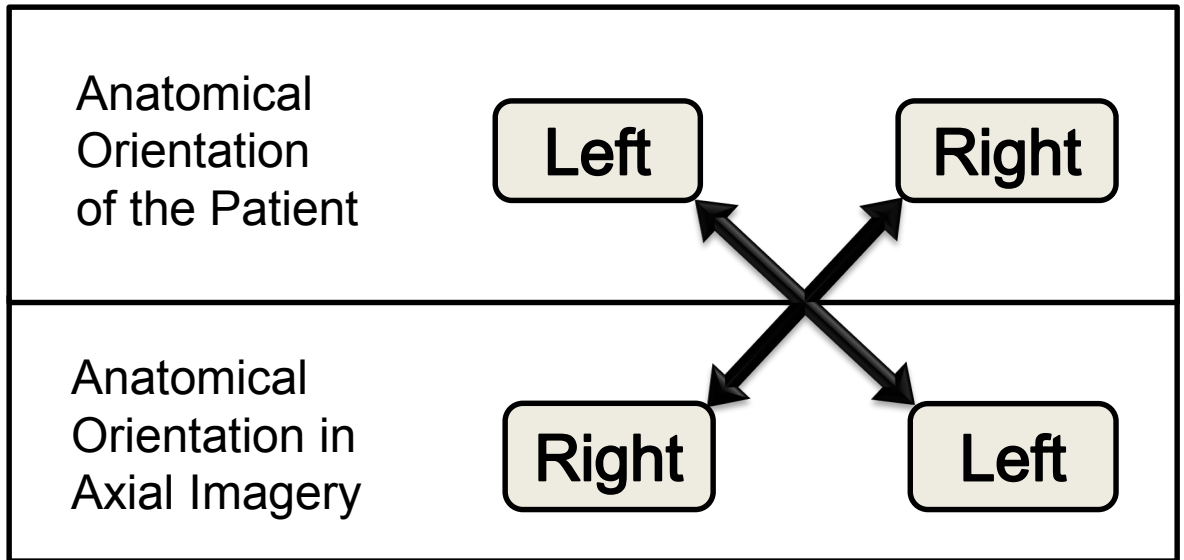 Anatomical
Orientation
of the Patient
Left
Right
Anatomical
Orientation in
Axial Imagery
Right
Left